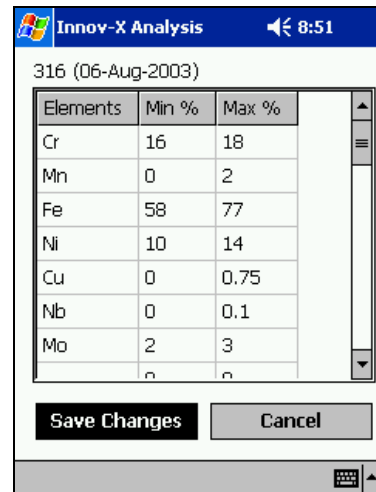 Innov-X Analysis 8:51
316 (06-Aug-2003)
Elements Min % Max %
Cr 16 18
Mn 0 2
Fe 58 77
Ni 10 14
Cu 0 0.75
Nb 0 0.1
Mo 2 3
Save Changes Cancel